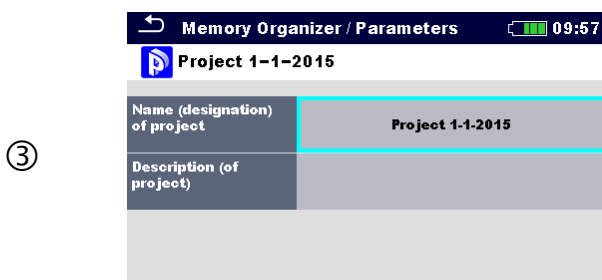 Memory Organizer / Parameters 09:57
Project 1-1-2015
Name (designation)
of project
Project 1-1-2015
③
Description (of
project)